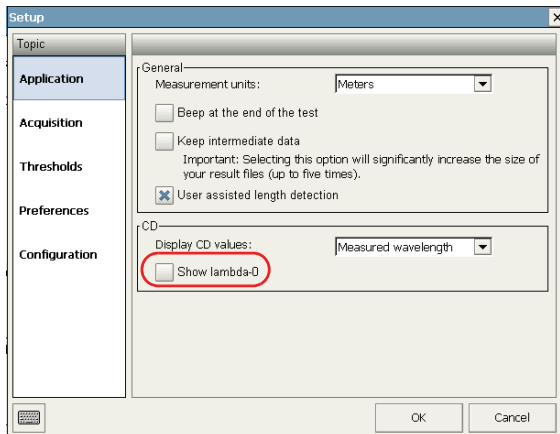 Setup
Topic
Application
Acquisition
Thresholds
Preferences
Configuration
General
Measurement units: Meters
Beep at the end of the test
Keep intermediate data
Important: Selecting this option will significantly increase the size of
your result files (up to five times).
User assisted length detection
CD
Display CD values: Measured wavelength
Show lambda-0
OK Cancel